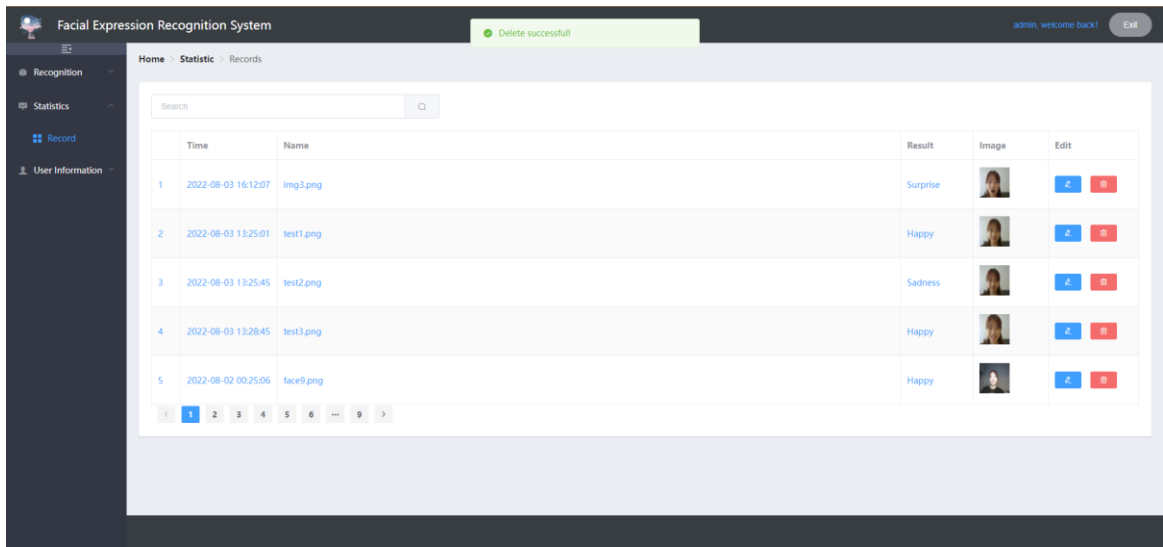 Facial Expression Recognition System
Delete successful!
admin, welcome back!
Exit
Recognition
Statistics
Record
User Information
Home > Statistic > Records
Search
Time Name Result Image Edit
1 2022-08-03 16:12:07 img3.png Surprise
2 2022-08-03 13:25:01 test1.png Happy
3 2022-08-03 13:25:45 test2.png Sadness
4 2022-08-03 13:28:45 test3.png Happy
5 2022-08-02 00:25:06 face9.png Happy
< 1 2 3 4 5 6 ··· 9 >